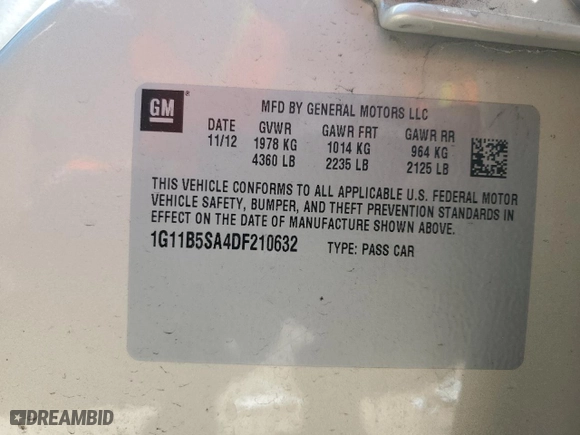 GM
MFD BY GENERAL MOTORS LLC
DATE GVWR GAWR FRT GAWR RR
11/12 1978 KG 1014 KG 964 KG
4360 LB 2235 LB 2125 LB
THIS VEHICLE CONFORMS TO ALL APPLICABLE U.S. FEDERAL MOTOR
VEHICLE SAFETY, BUMPER, AND THEFT PREVENTION STANDARDS IN
EFFECT ON THE DATE OF MANUFACTURE SHOWN ABOVE.
1G11B5SA4DF210632 TYPE: PASS CAR
DREAMBID